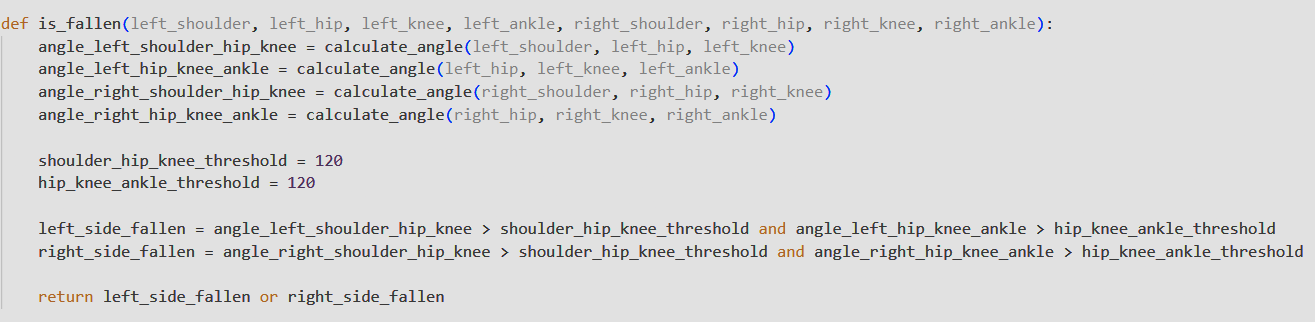 def is_fallen(left_shoulder, left_hip, left_knee, left_ankle, right_shoulder, right_hip, right_knee, right_ankle):
    angle_left_shoulder_hip_knee = calculate_angle(left_shoulder, left_hip, left_knee)
    angle_left_hip_knee_ankle = calculate_angle(left_hip, left_knee, left_ankle)
    angle_right_shoulder_hip_knee = calculate_angle(right_shoulder, right_hip, right_knee)
    angle_right_hip_knee_ankle = calculate_angle(right_hip, right_knee, right_ankle)

    shoulder_hip_knee_threshold = 120
    hip_knee_ankle_threshold = 120

    left_side_fallen = angle_left_shoulder_hip_knee > shoulder_hip_knee_threshold and angle_left_hip_knee_ankle > hip_knee_ankle_threshold
    right_side_fallen = angle_right_shoulder_hip_knee > shoulder_hip_knee_threshold and angle_right_hip_knee_ankle > hip_knee_ankle_threshold

    return left_side_fallen or right_side_fallen